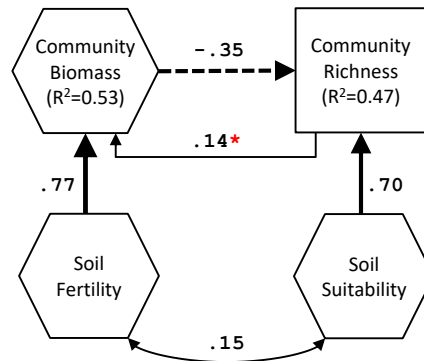 Community
Biomass
(R²=0.53)
-.35
Community
Richness
(R²=0.47)
.14*
.77
.70
Soil
Fertility
Soil
Suitability
.15